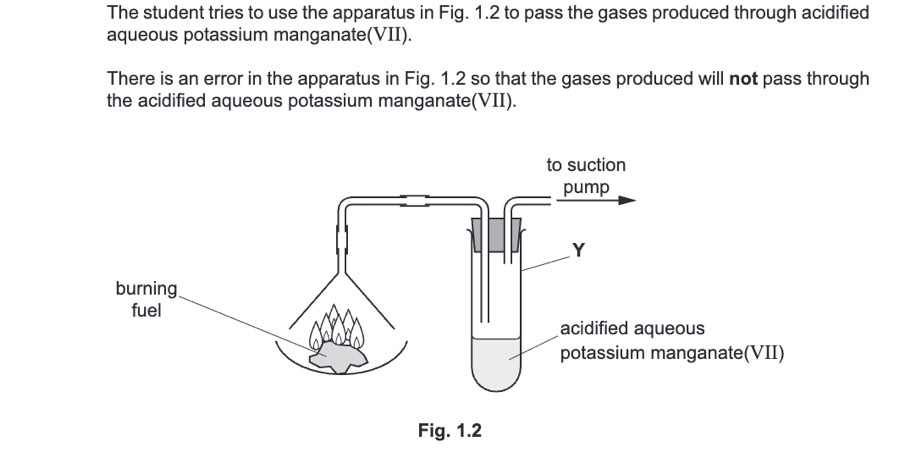 The student tries to use the apparatus in Fig. 1.2 to pass the gases produced through acidified
aqueous potassium manganate(VII).
There is an error in the apparatus in Fig. 1.2 so that the gases produced will not pass through
the acidified aqueous potassium manganate(VII).
to suction
pump
Y
burning
fuel
acidified aqueous
potassium manganate(VII)
Fig. 1.2